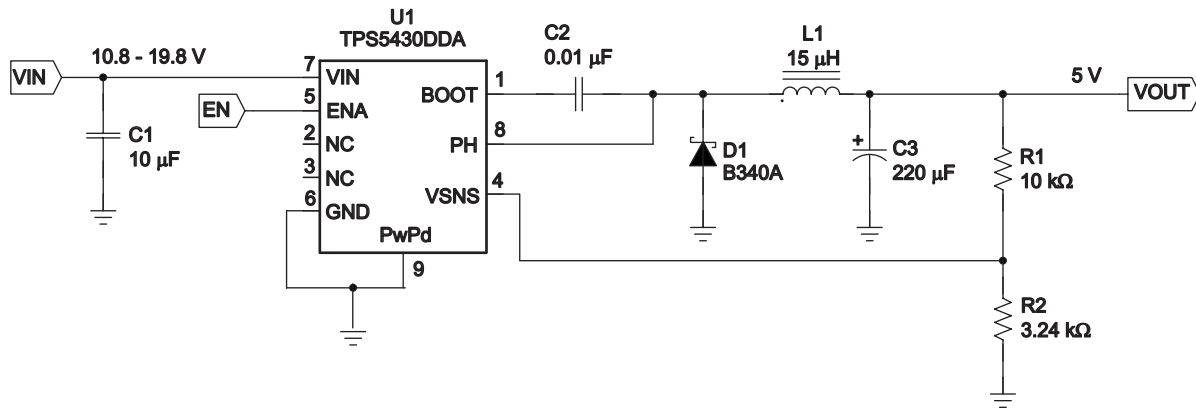 U1
TPS5430DDA
C2
0.01 μF
L1
15 μH
10.8 - 19.8 V
5 V
VIN
7
VIN
1
BOOT
VOUT
EN
5
ENA
C1
10 μF
2
NC
8
PH
D1
B340A
+
C3
220 μF
R1
10 kΩ
3
NC
4
VSNS
6
GND
PwPd
9
R2
3.24 kΩ